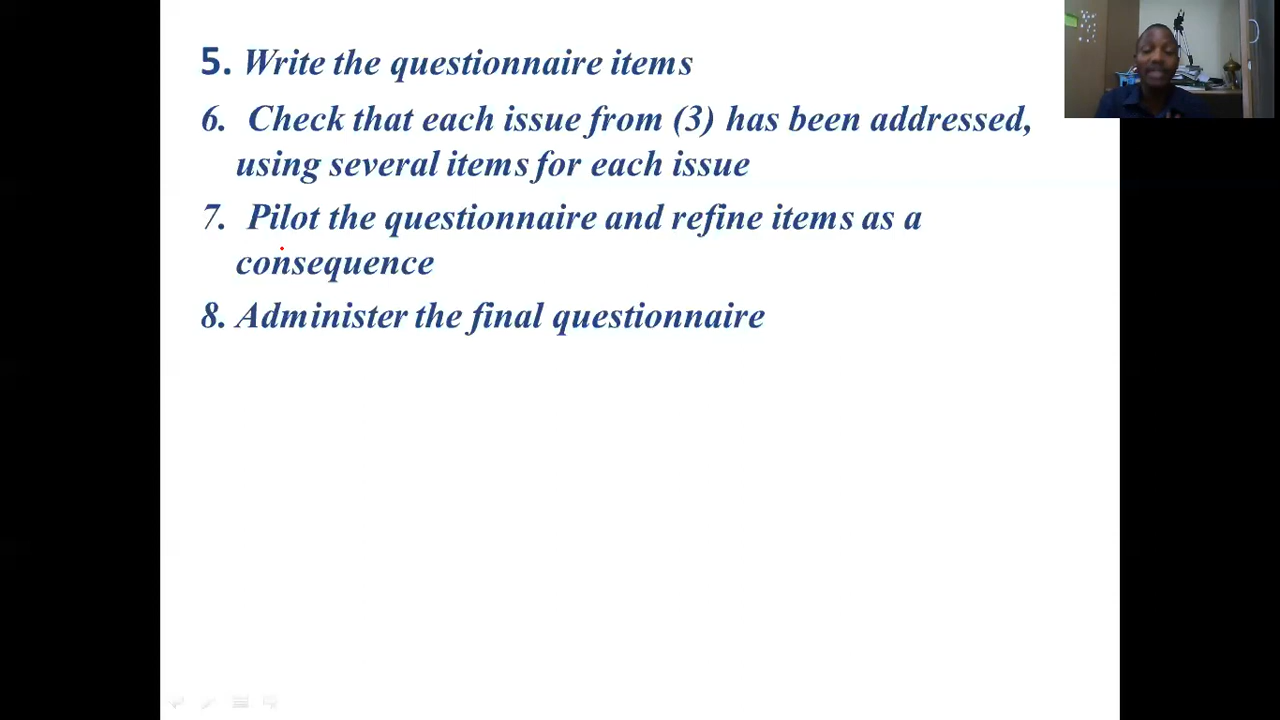 5. Write the questionnaire items
6. Check that each issue from (3) has been addressed,
using several items for each issue
7. Pilot the questionnaire and refine items as a
consequence
8. Administer the final questionnaire